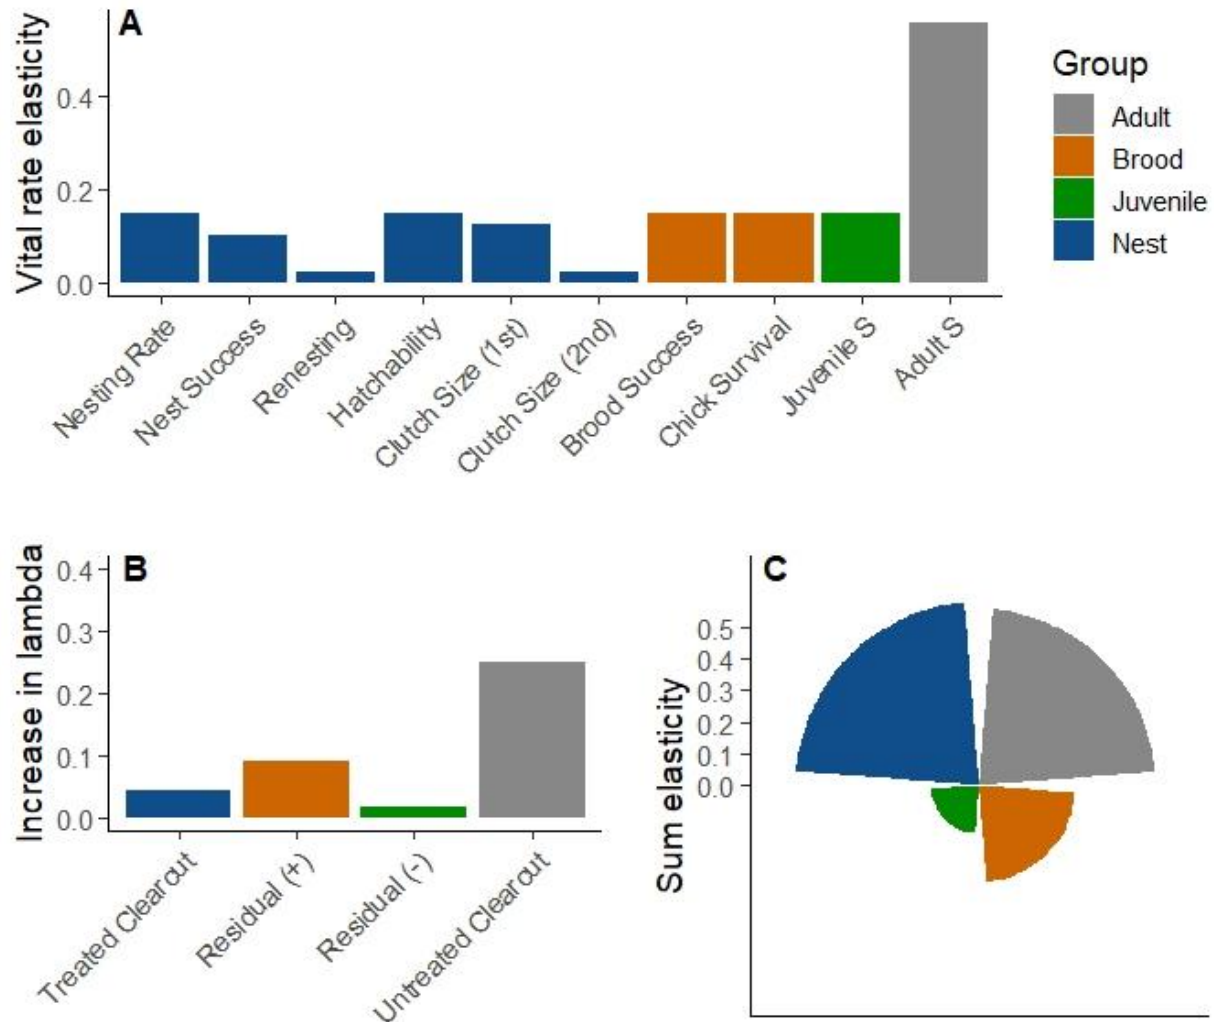 A
Vital rate elasticity
0.4
0.2
0.0
Nesting Rate
Nest Success
Renesting
Hatchability
Clutch Size (1st)
Clutch Size (2nd)
Brood Success
Chick Survival
Juvenile S
Adult S
Group
Adult
Brood
Juvenile
Nest
B
Increase in lambda
0.4
0.3
0.2
0.1
0.0
Treated Clearcut
Residual (+)
Residual (-)
Untreated Clearcut
C
Sum elasticity
0.5
0.4
0.3
0.2
0.1
0.0